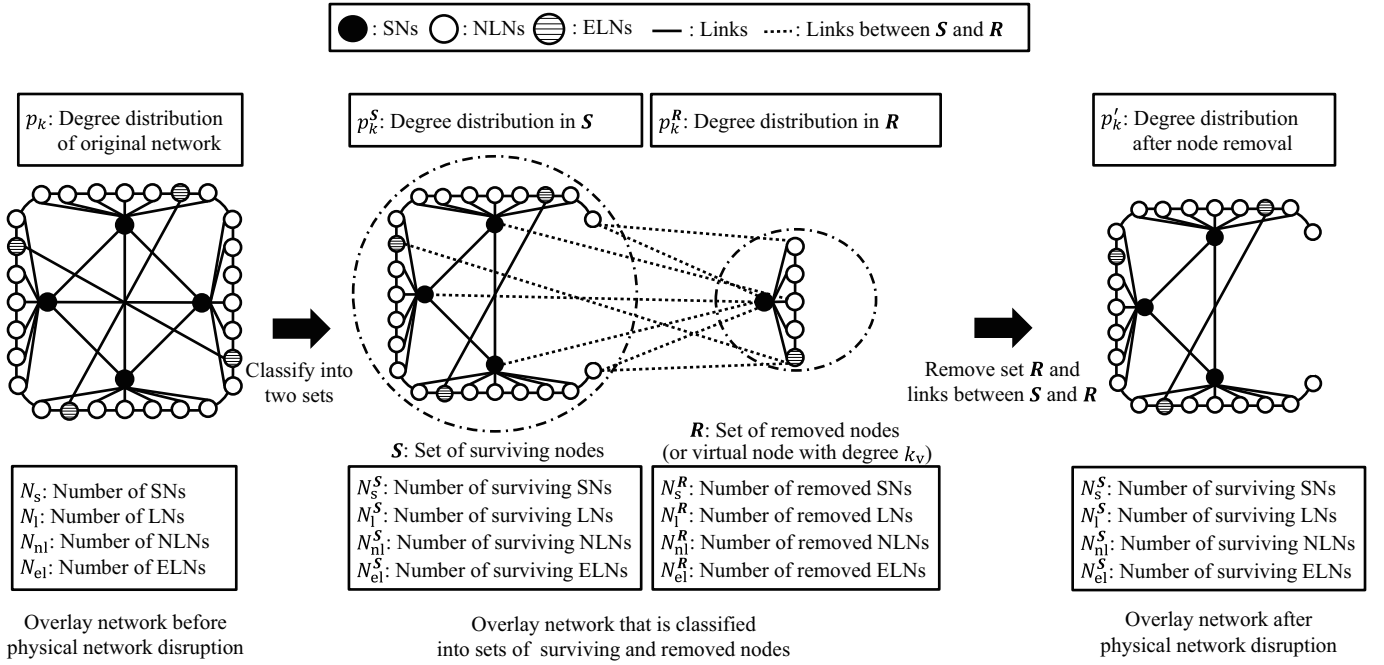 : SNs : NLNs : ELNs : Links : Links between S and R
p_k: Degree distribution
of original network
p_k^S: Degree distribution in S
p_k^R: Degree distribution in R
p_k′: Degree distribution
after node removal
Classify into
two sets
Remove set R and
links between S and R
S: Set of surviving nodes
R: Set of removed nodes
(or virtual node with degree k_v)
N_s: Number of SNs
N_l: Number of LNs
N_nl: Number of NLNs
N_el: Number of ELNs
N_s^S: Number of surviving SNs
N_l^S: Number of surviving LNs
N_nl^S: Number of surviving NLNs
N_el^S: Number of surviving ELNs
N_s^R: Number of removed SNs
N_l^R: Number of removed LNs
N_nl^R: Number of removed NLNs
N_el^R: Number of removed ELNs
N_s^S: Number of surviving SNs
N_l^S: Number of surviving LNs
N_nl^S: Number of surviving NLNs
N_el^S: Number of surviving ELNs
Overlay network before
physical network disruption
Overlay network that is classified
into sets of surviving and removed nodes
Overlay network after
physical network disruption